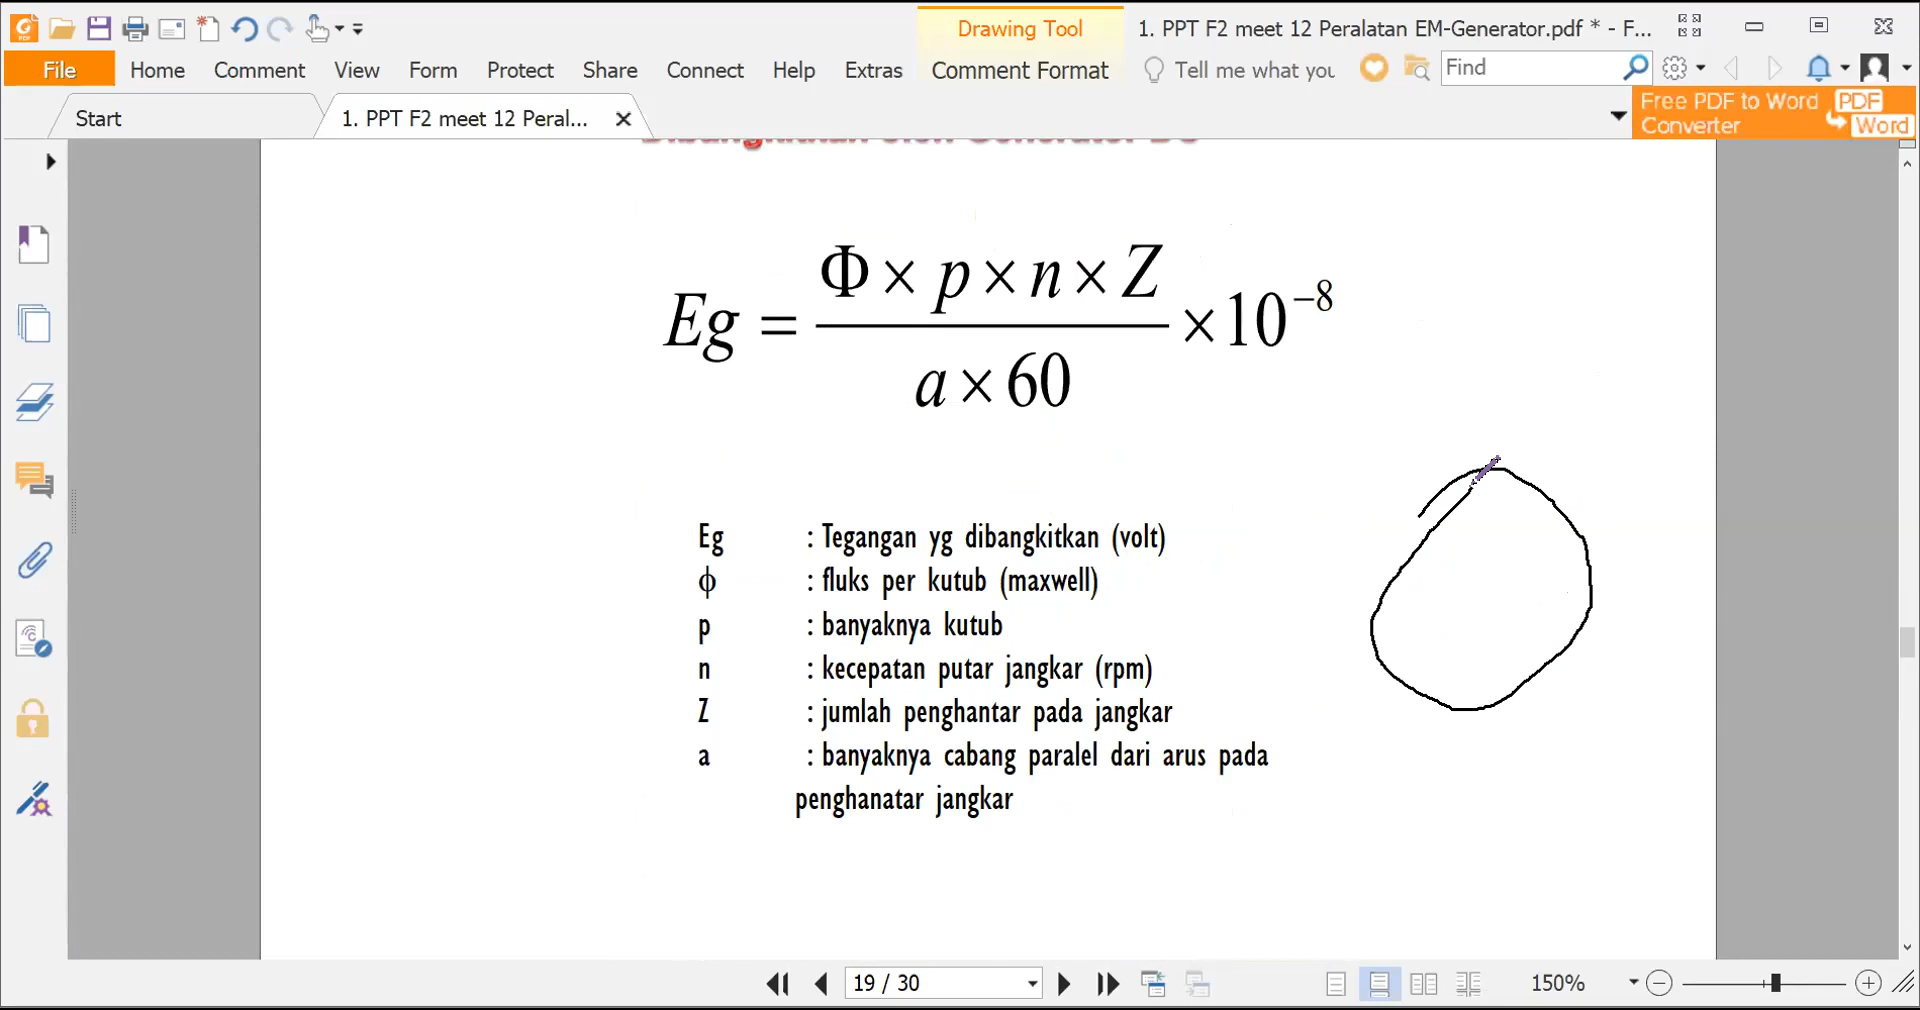 Drawing Tool
1. PPT F2 meet 12 Peralatan EM-Generator.pdf * - F...
File
Home
Comment
View
Form
Protect
Share
Connect
Help
Extras
Comment Format
Tell me what you
Find
Start
1. PPT F2 meet 12 Peral...
Free PDF to Word
Converter
PDF
Word
Dibangkitkan oleh Generator DC
Eg = Φ × p × n × Z / a × 60 × 10⁻⁸
Eg : Tegangan yg dibangkitkan (volt)
ϕ : fluks per kutub (maxwell)
p : banyaknya kutub
n : kecepatan putar jangkar (rpm)
Z : jumlah penghantar pada jangkar
a : banyaknya cabang paralel dari arus pada
penghanatar jangkar
19 / 30
150%